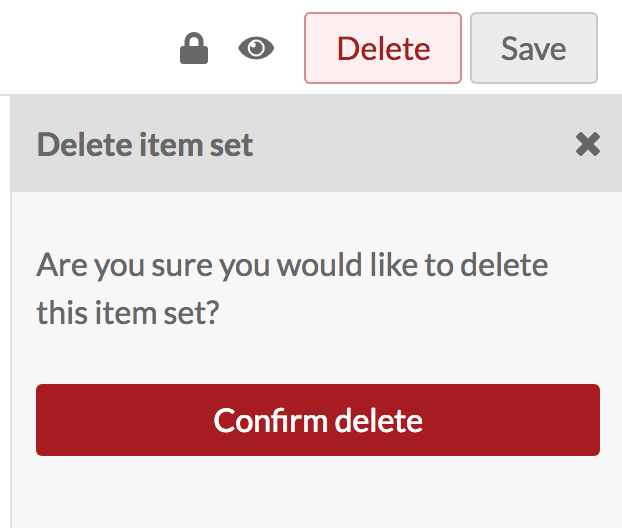 Delete Save
Delete item set
Are you sure you would like to delete
this item set?
Confirm delete